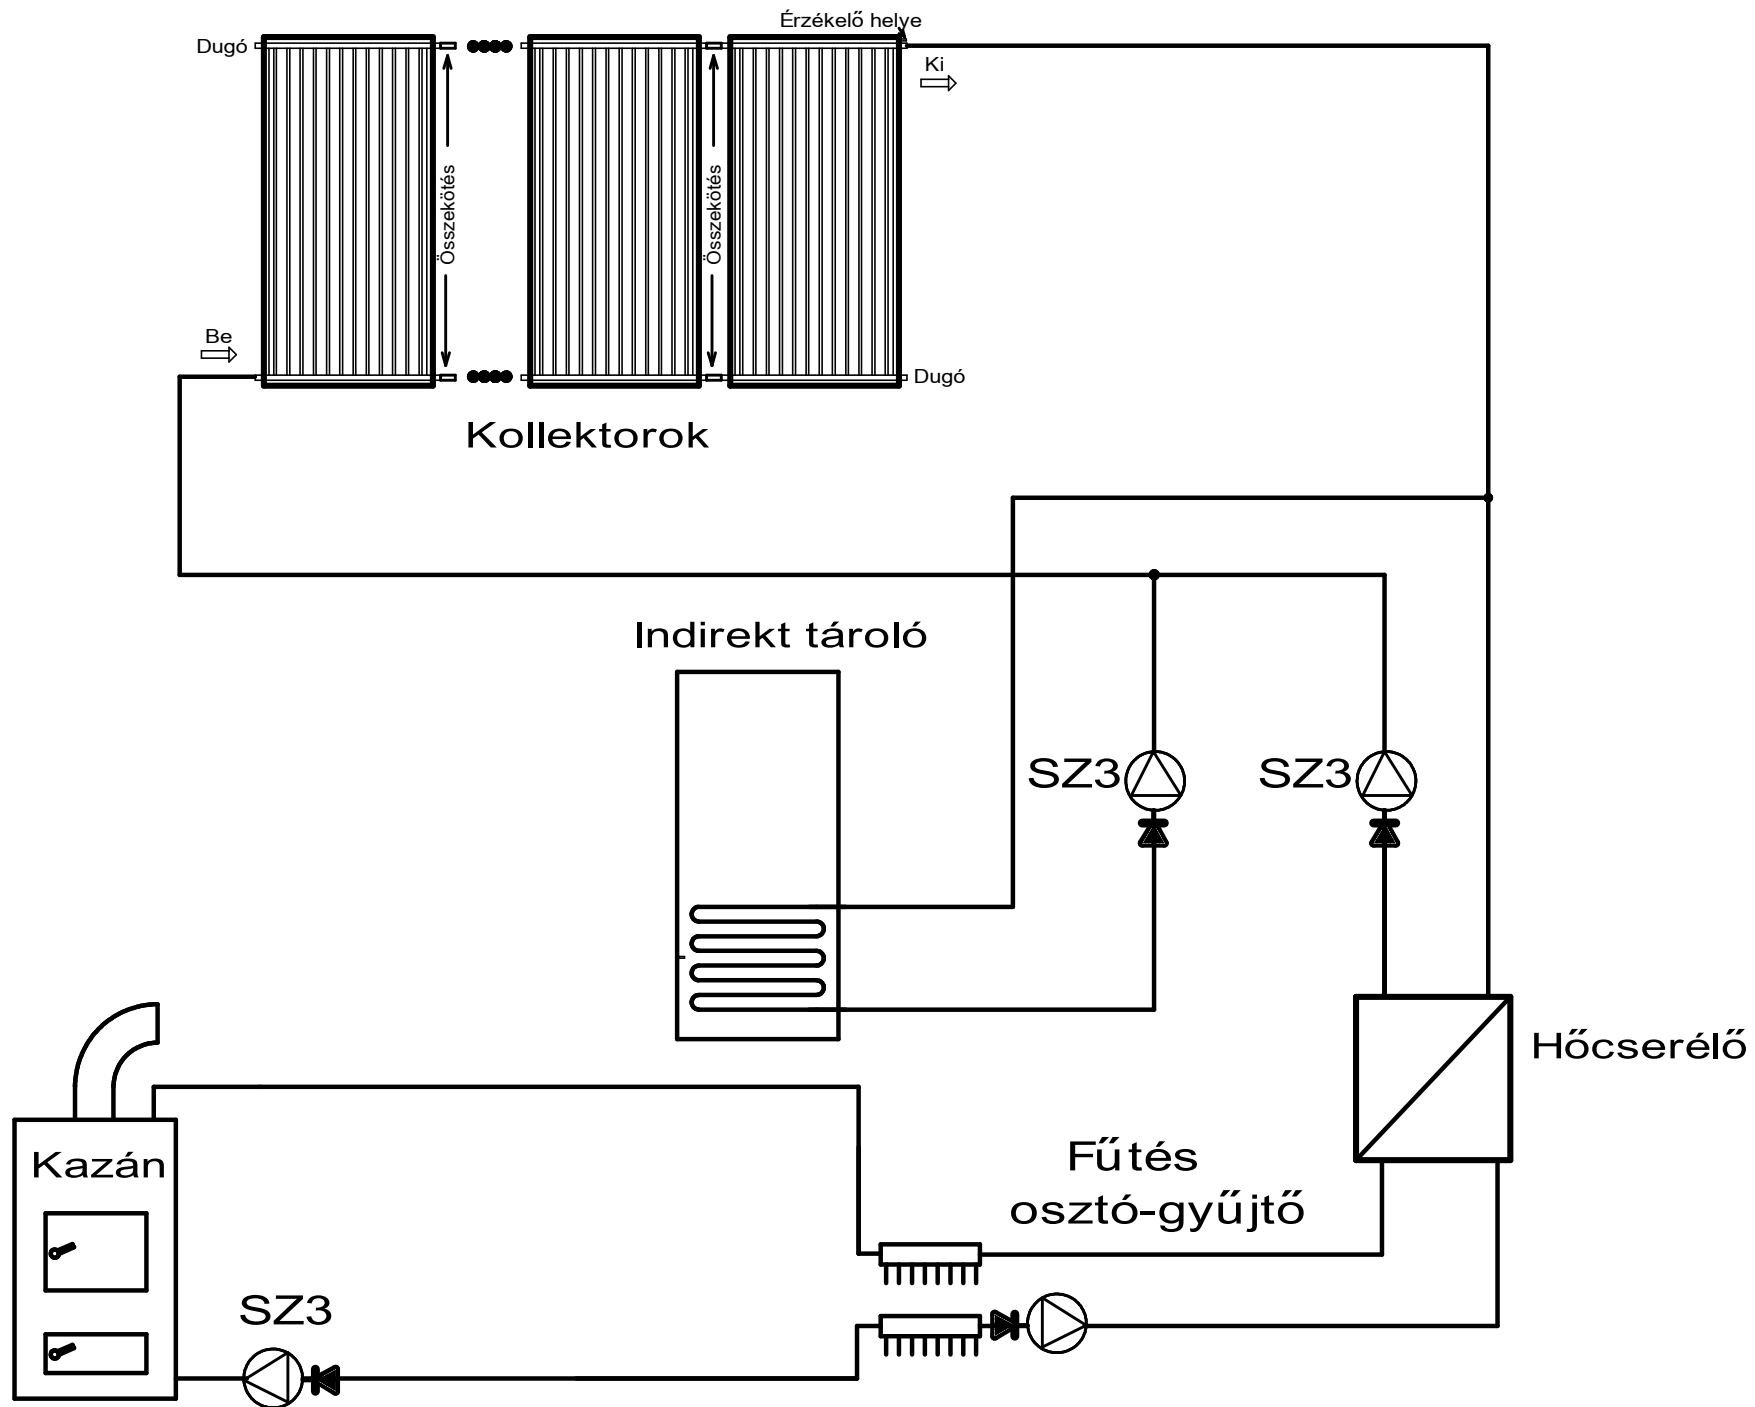 Érzékelő helye
Dugó
Ki
Összekötés
Összekötés
Be
Dugó
Kollektorok
Indirekt tároló
SZ3
SZ3
Hőcserélő
Kazán
Fűtés
osztó-gyűjtő
SZ3